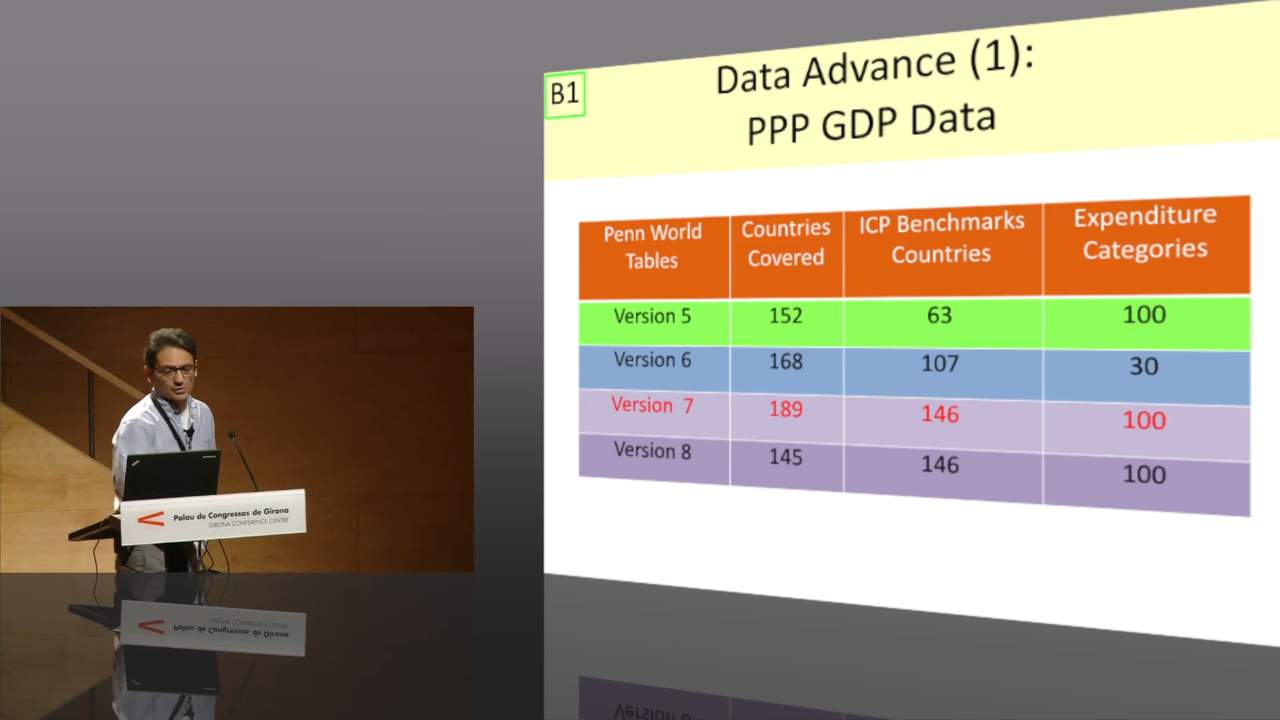 B1
Data Advance (1):
PPP GDP Data
Penn World
Tables
Countries
Covered
ICP Benchmarks
Countries
Expenditure
Categories
Version 5
152
63
100
Version 6
168
107
30
Version 7
189
146
100
Version 8
145
146
100
Palau de Congressos de Girona
GIRONA CONFERENCE CENTRE